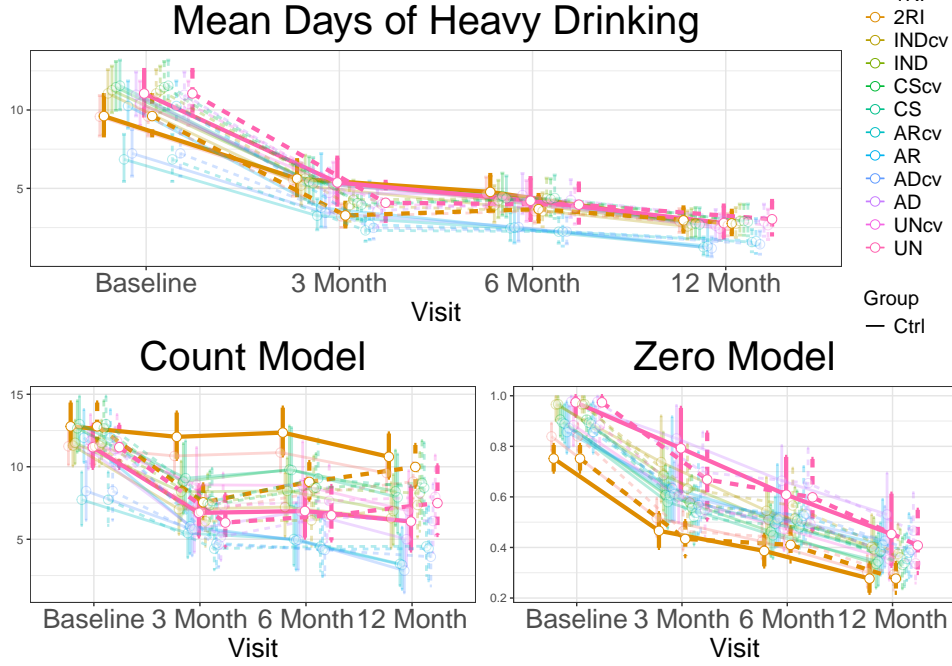 Mean Days of Heavy Drinking
10
5
Baseline 3 Month 6 Month 12 Month
Visit
2RI
INDcv
IND
CScv
CS
ARcv
AR
ADcv
AD
UNcv
UN
Group
Ctrl
Count Model
15
10
5
Baseline 3 Month 6 Month 12 Month
Visit
Zero Model
1.0
0.8
0.6
0.4
0.2
Baseline 3 Month 6 Month 12 Month
Visit